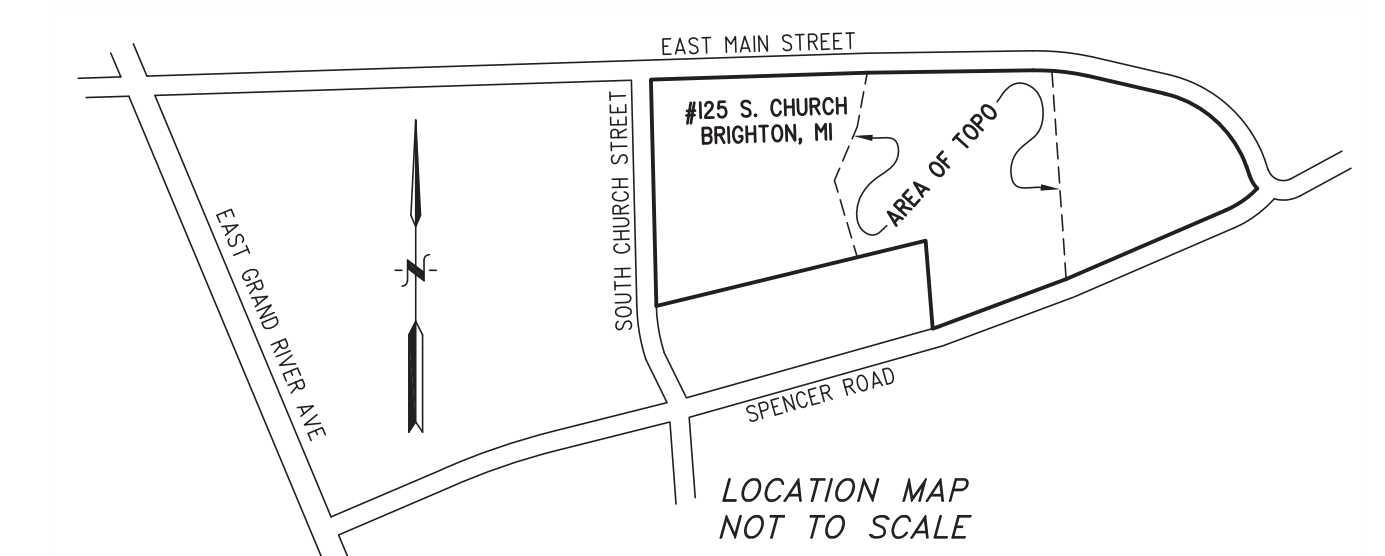 EAST MAIN STREET
#125 S. CHURCH
BRIGHTON, MI
AREA OF TOPO
SOUTH CHURCH STREET
EAST GRAND RIVER AVE
N
SPENCER ROAD
LOCATION MAP
NOT TO SCALE